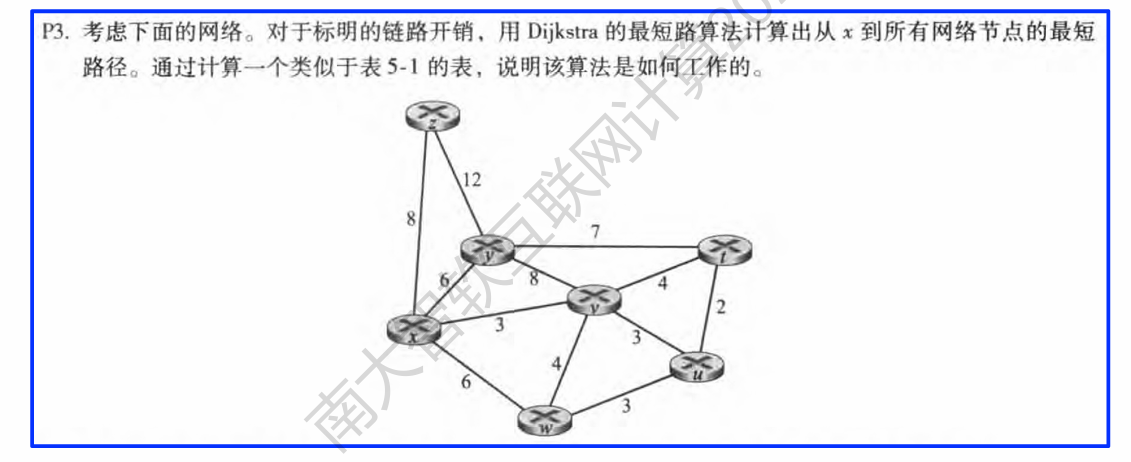 P3. 考虑下面的网络。对于标明的链路开销，用 Dijkstra 的最短路算法计算出从 x 到所有网络节点的最短
路径。通过计算一个类似于表 5-1 的表，说明该算法是如何工作的。
z
12
8
7
y
t
6
8
4
v
3
2
x
3
4
u
6
3
w
南大智软互联网计算20